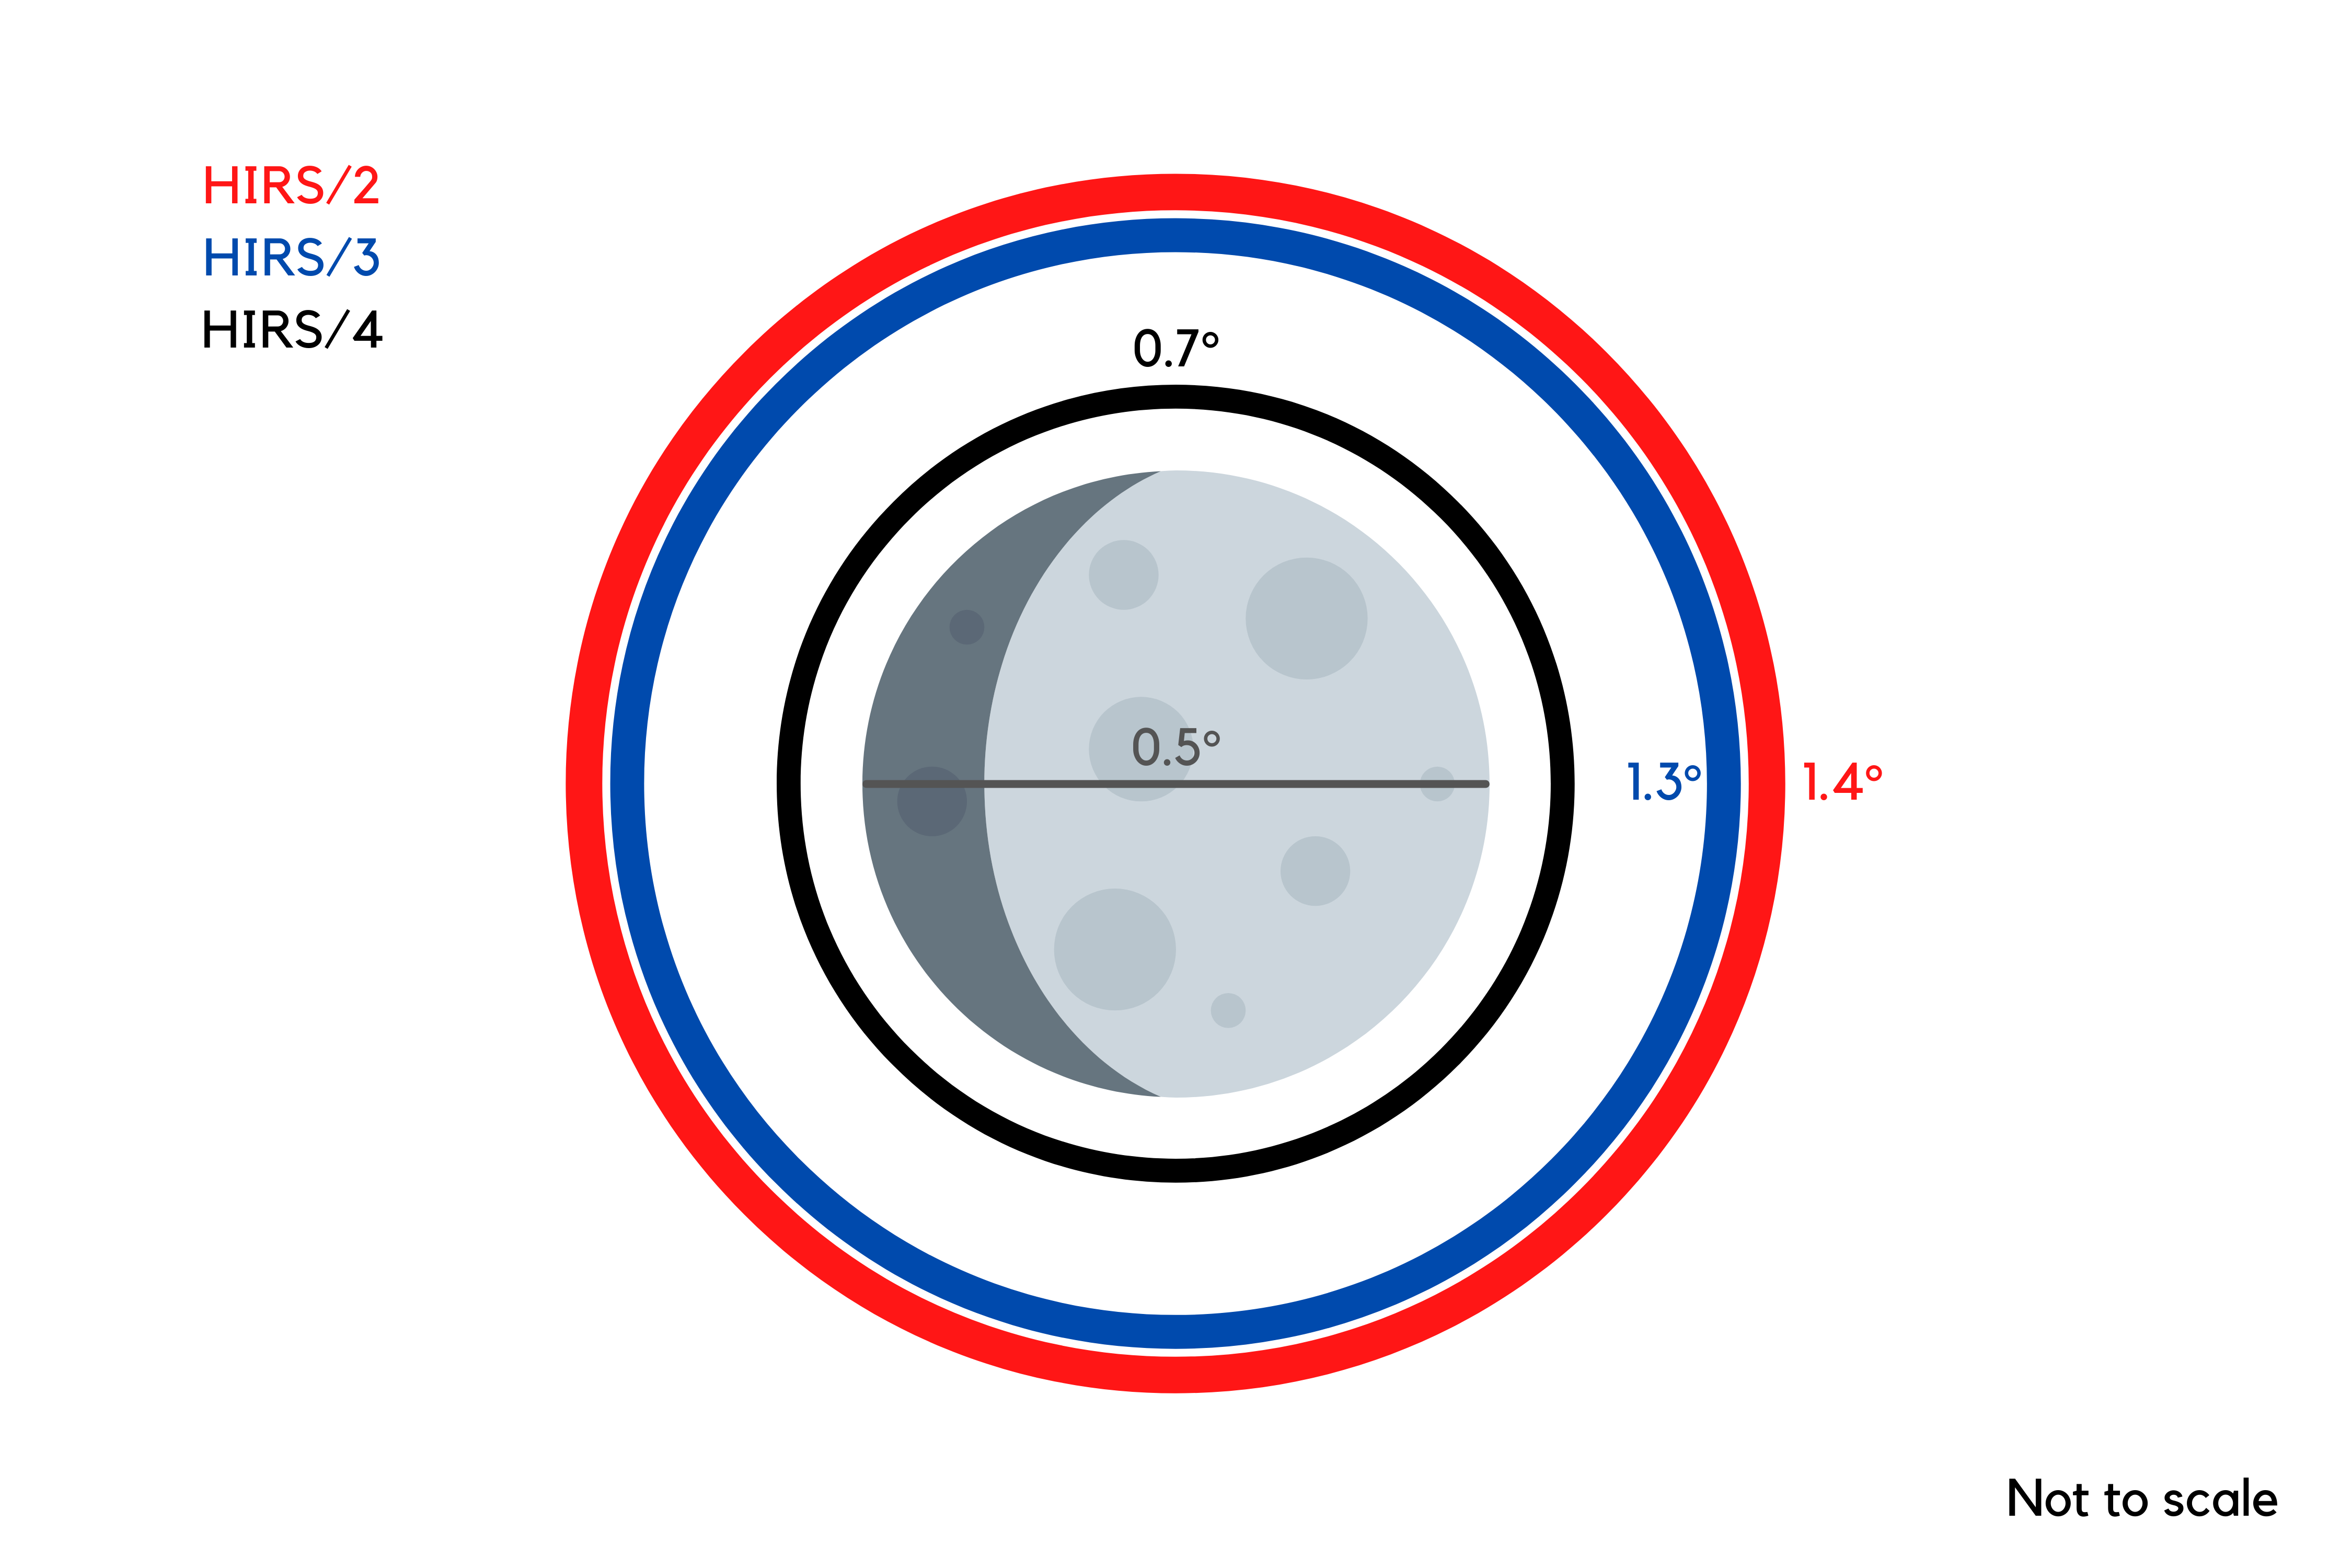 HIRS/2
HIRS/3
HIRS/4
0.7°
0.5°
1.3°
1.4°
Not to scale